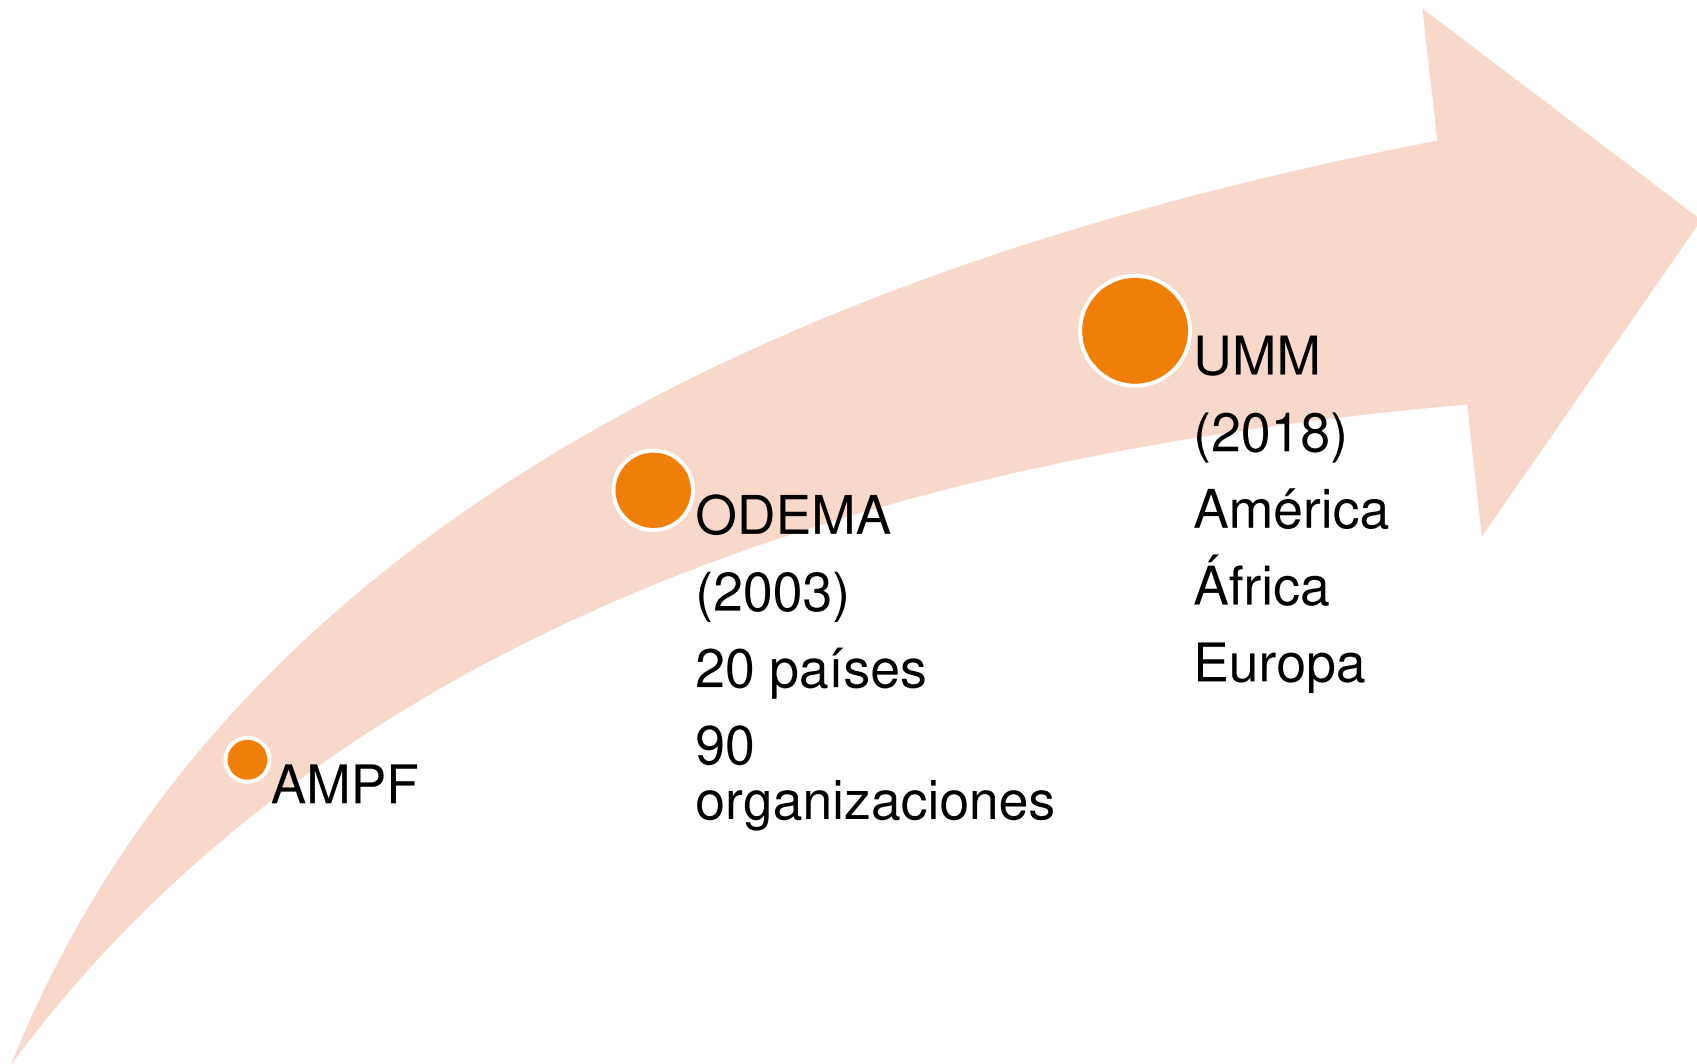 AMPF
ODEMA
(2003)
20 países
90
organizaciones
UMM
(2018)
América
África
Europa